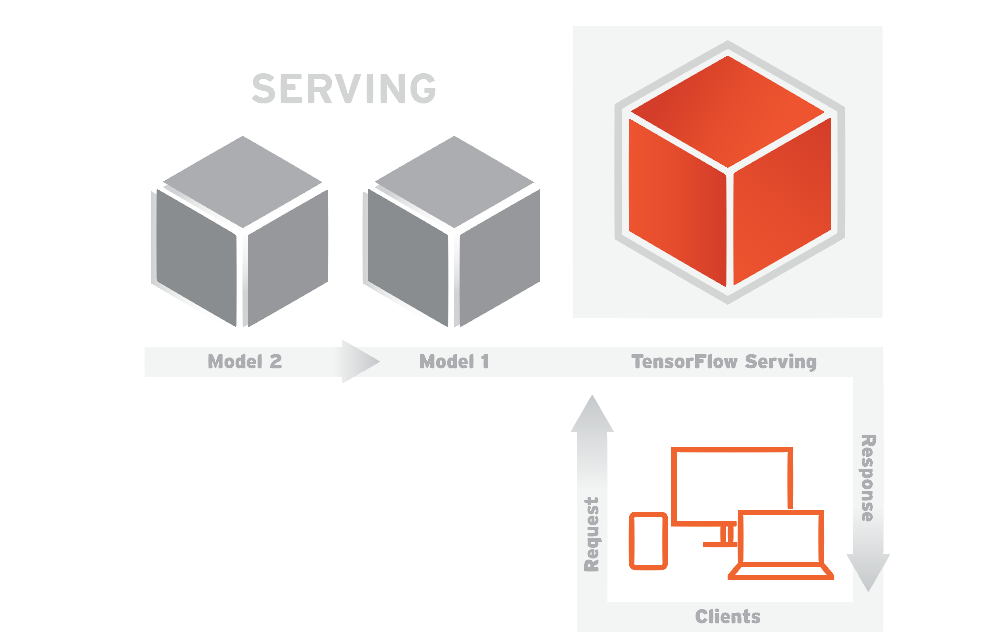 SERVING
Model 2
Model 1
TensorFlow Serving
Request
Response
Clients